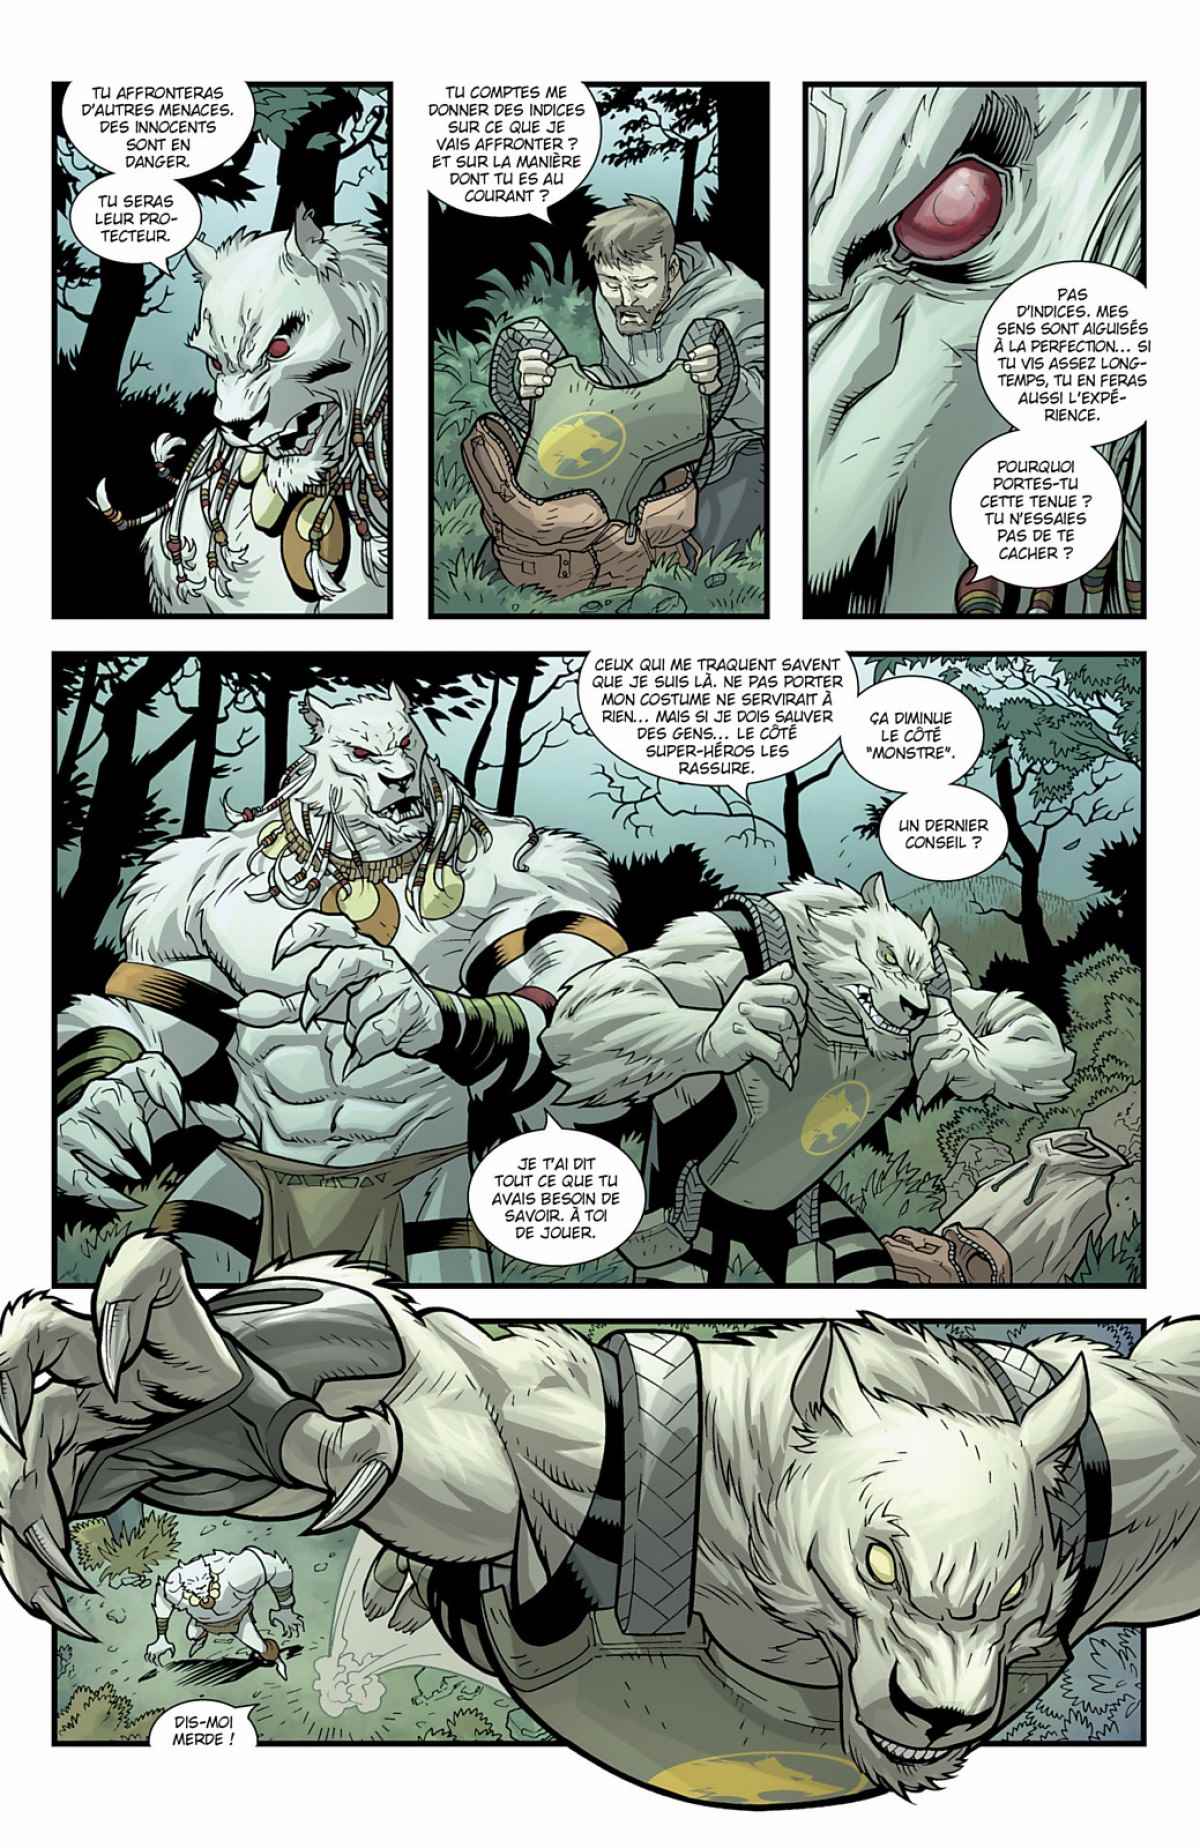 TU AFFRONTERAS
D'AUTRES MENACES.
DES INNOCENTS
SONT EN
DANGER.
TU SERAS
LEUR PRO-
TECTEUR.
TU COMPTES ME
DONNER DES INDICES
SUR CE QUE JE
VAIS AFFRONTER ?
ET SUR LA MANIÈRE
DONT TU ES AU
COURANT ?
PAS
D'INDICES. MES
SENS SONT AIGUISÉS
À LA PERFECTION... SI
TU VIS ASSEZ LONG-
TEMPS, TU EN FERAS
AUSSI L'EXPÉ-
RIENCE.
POURQUOI
PORTES-TU
CETTE TENUE ?
TU N'ESSAIES
PAS DE TE
CACHER ?
CEUX QUI ME TRAQUENT SAVENT
QUE JE SUIS LÀ. NE PAS PORTER
MON COSTUME NE SERVIRAIT À
RIEN... MAIS SI JE DOIS SAUVER
DES GENS... LE CÔTÉ
SUPER-HÉROS LES
RASSURE.
ÇA DIMINUE
LE CÔTÉ
"MONSTRE".
UN DERNIER
CONSEIL ?
JE T'AI DIT
TOUT CE QUE TU
AVAIS BESOIN DE
SAVOIR. À TOI
DE JOUER.
DIS-MOI
MERDE !